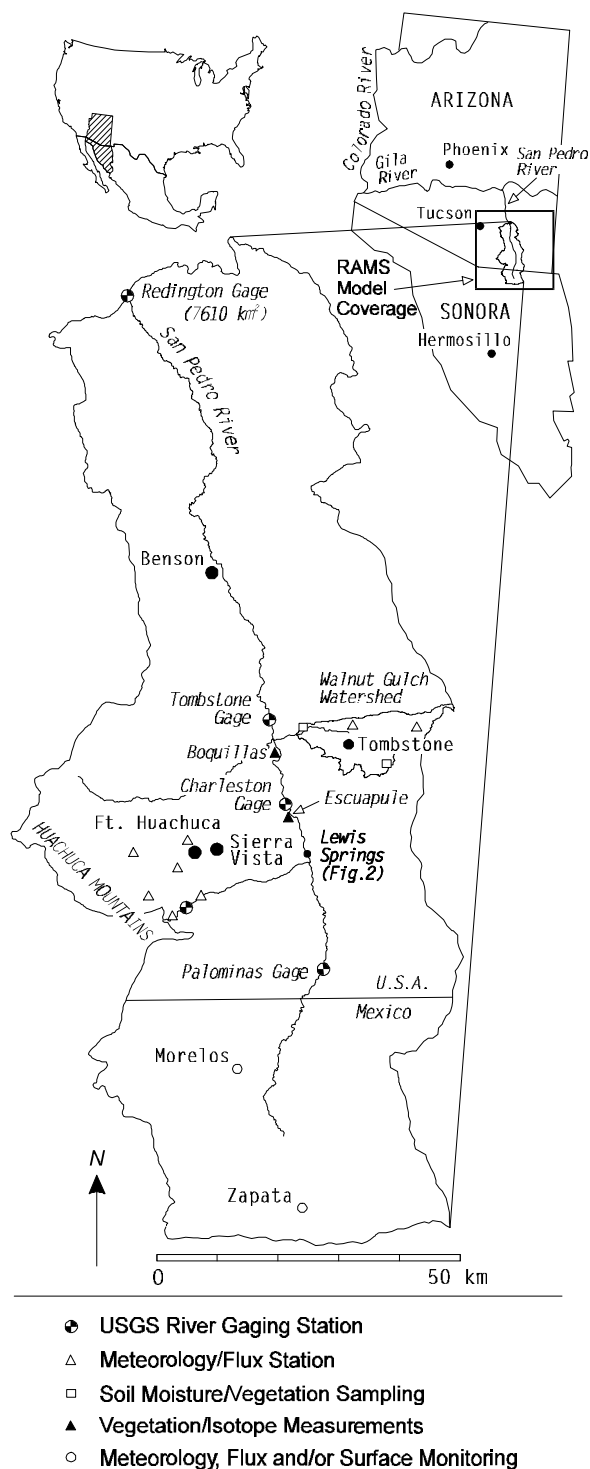 ARIZONA
Colorado River
Phoenix
Gila
River
San Pedro
River
Tucson
RAMS
Model
Coverage
SONORA
Hermosillo
Redington Gage
(7610 km²)
San Pedro River
Benson
Walnut Gulch
Watershed
Tombstone
Gage
Tombstone
Boquillas
Charleston
Gage
Escuapule
Ft. Huachuca
Sierra
Vista
Lewis
Springs
(Fig.2)
HUACHUCA MOUNTAINS
Palominas Gage
U.S.A.
Mexico
Morelos
N
Zapata
0 50 km
USGS River Gaging Station
Meteorology/Flux Station
Soil Moisture/Vegetation Sampling
Vegetation/Isotope Measurements
Meteorology, Flux and/or Surface Monitoring